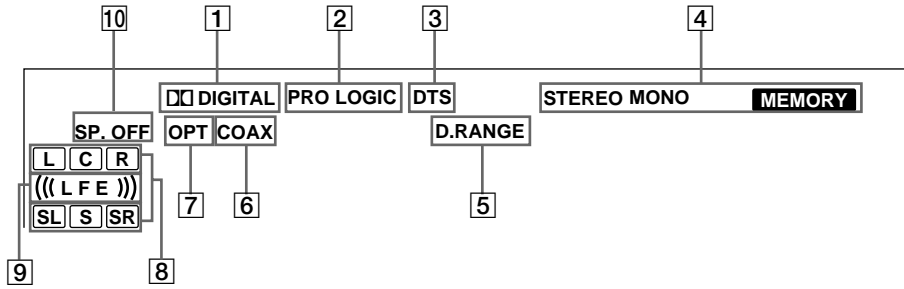 10 1 2 3 4
DIGITAL PRO LOGIC DTS STEREO MONO MEMORY
SP. OFF OPT COAX D.RANGE
L C R
((( L F E )))
SL S SR
7 6 5
9 8